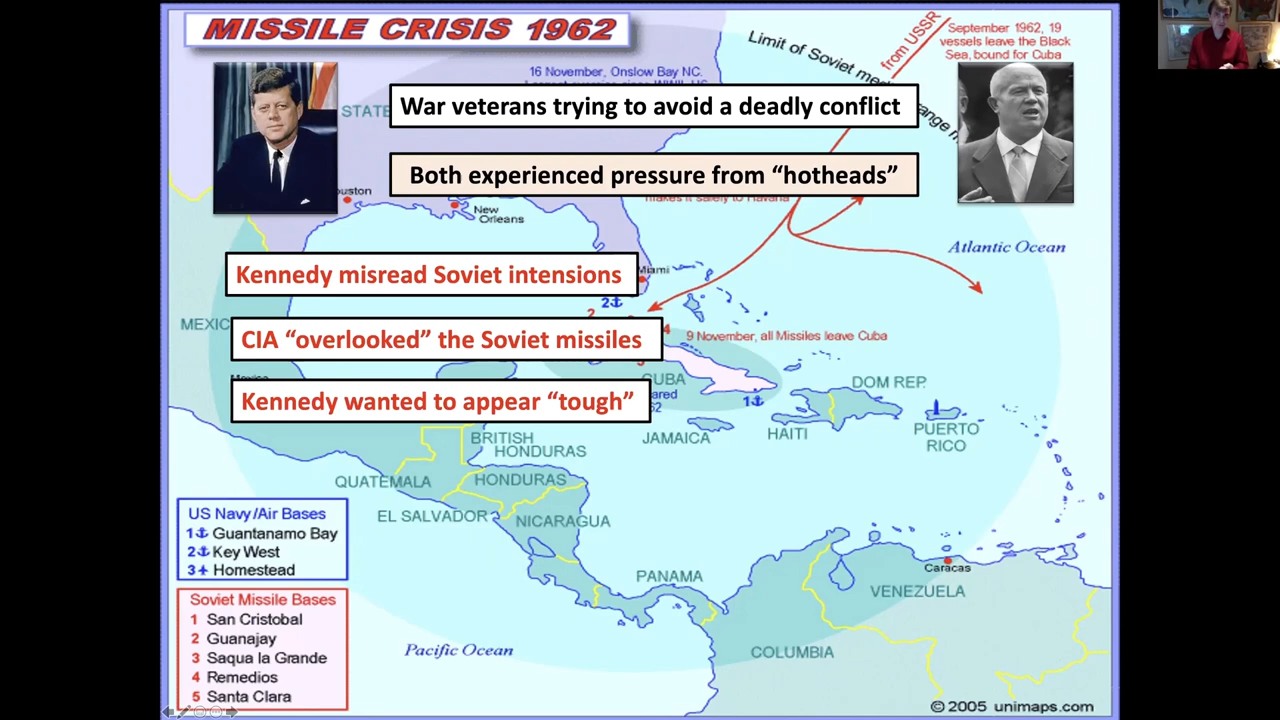 MISSILE CRISIS 1962
September 1962, 19
vessels leave the Black
Sea, bound for Cuba
from USSR
Limit of Soviet
16 November, Onslow Bay NC.
War veterans trying to avoid a deadly conflict
STATE
Both experienced pressure from “hotheads”
makes it safely to Havana
New
Orleans
Atlantic Ocean
Kennedy misread Soviet intensions
Miami
2
2
MEXIC
CIA “overlooked” the Soviet missiles
4
9 November, all Missiles leave Cuba
CUBA
DOM REP.
Kennedy wanted to appear “tough”
1
JAMAICA
HAITI
PUERTO
RICO
BRITISH
HONDURAS
GUATEMALA
HONDURAS
EL SALVADOR
NICARAGUA
US Navy/Air Bases
1 Guantanamo Bay
2 Key West
3 Homestead
PANAMA
Caracas
VENEZUELA
COLUMBIA
Pacific Ocean
Soviet Missile Bases
1 San Cristobal
2 Guanajay
3 Saqua la Grande
4 Remedios
5 Santa Clara
© 2005 unimaps.com